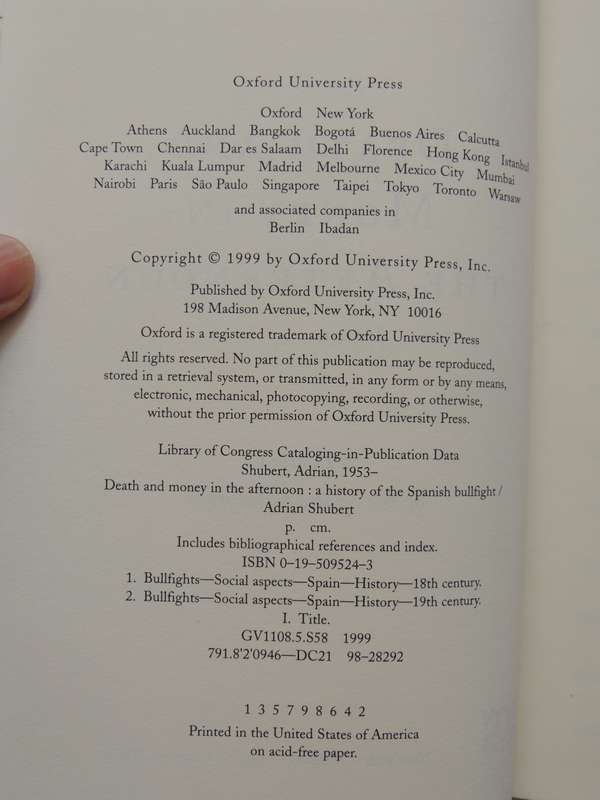 Oxford University Press
Oxford New York
Athens Auckland Bangkok Bogotá Buenos Aires Calcutta
Cape Town Chennai Dar es Salaam Delhi Florence Hong Kong Istanbul
Karachi Kuala Lumpur Madrid Melbourne Mexico City Mumbai
Nairobi Paris São Paulo Singapore Taipei Tokyo Toronto Warsaw
and associated companies in
Berlin Ibadan
Copyright © 1999 by Oxford University Press, Inc.
Published by Oxford University Press, Inc.
198 Madison Avenue, New York, NY 10016
Oxford is a registered trademark of Oxford University Press
All rights reserved. No part of this publication may be reproduced,
stored in a retrieval system, or transmitted, in any form or by any means,
electronic, mechanical, photocopying, recording, or otherwise,
without the prior permission of Oxford University Press.
Library of Congress Cataloging-in-Publication Data
Shubert, Adrian, 1953–
Death and money in the afternoon : a history of the Spanish bullfight /
Adrian Shubert
p. cm.
Includes bibliographical references and index.
ISBN 0–19–509524–3
1. Bullfights—Social aspects—Spain—History—18th century.
2. Bullfights—Social aspects—Spain—History—19th century.
I. Title.
GV1108.5.S58 1999
791.8'2'0946—DC21 98–28292
1 3 5 7 9 8 6 4 2
Printed in the United States of America
on acid-free paper.